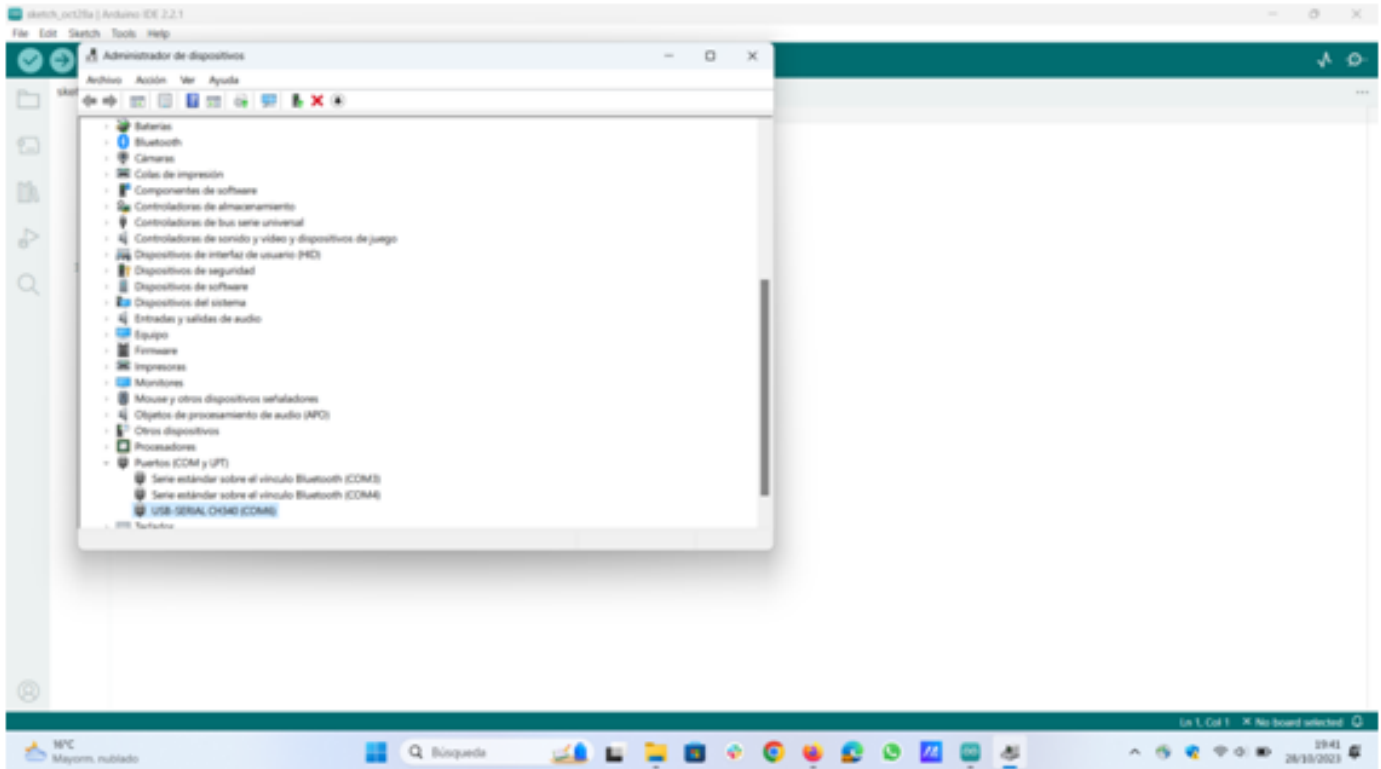 sketch_oct28a | Arduino IDE 2.2.1
File Edit Sketch Tools Help
Administrador de dispositivos
Archivo Acción Ver Ayuda
Baterías
Bluetooth
Cámaras
Colas de impresión
Componentes de software
Controladoras de almacenamiento
Controladoras de bus serie universal
Controladoras de sonido y vídeo y dispositivos de juego
Dispositivos de interfaz de usuario (HID)
Dispositivos de seguridad
Dispositivos de software
Dispositivos del sistema
Entradas y salidas de audio
Equipo
Firmware
Impresoras
Monitores
Mouse y otros dispositivos señaladores
Objetos de procesamiento de audio (APO)
Otros dispositivos
Procesadores
Puertos (COM y LPT)
Serie estándar sobre el vínculo Bluetooth (COM3)
Serie estándar sobre el vínculo Bluetooth (COM4)
USB-SERIAL CH340 (COM6)
Teclados
Ln 1, Col 1 × No board selected
16°C
Mayorm. nublado
Búsqueda
19:41
28/10/2023